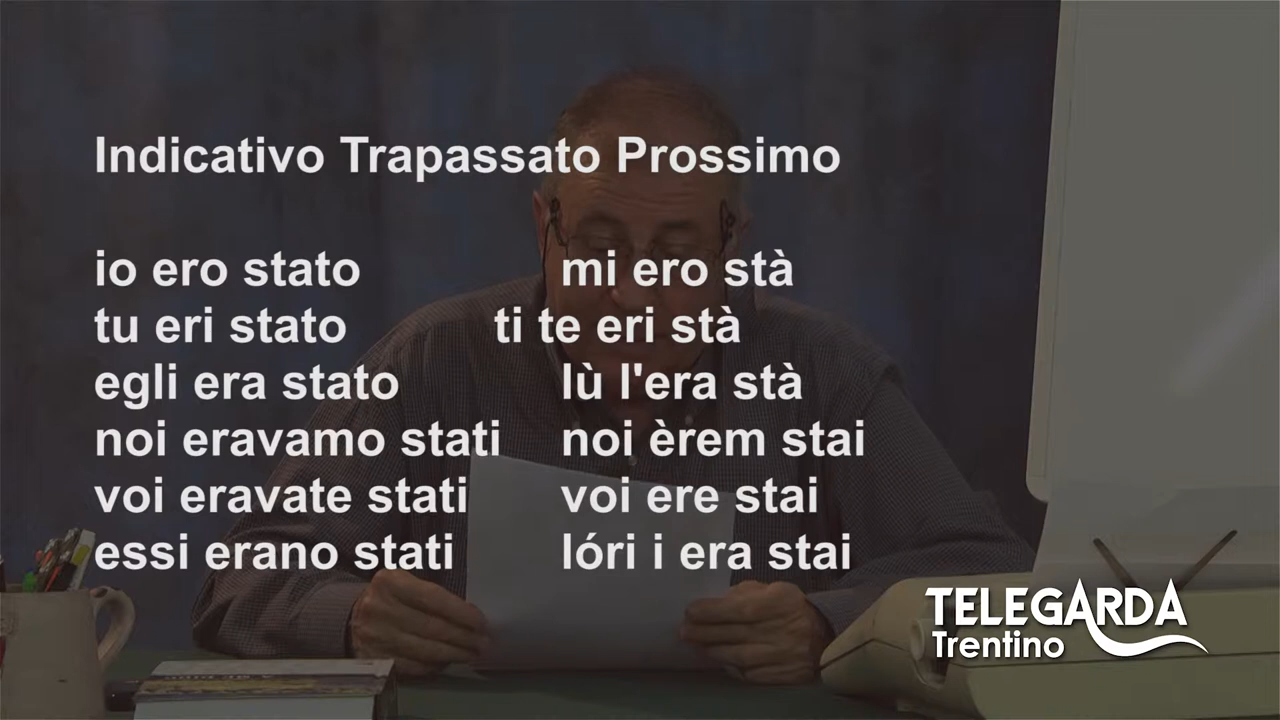 Indicativo Trapassato Prossimo
io ero stato mi ero stà
tu eri stato ti te eri stà
egli era stato lù l'era stà
noi eravamo stati noi èrem stai
voi eravate stati voi ere stai
essi erano stati lóri i era stai
TELEGARDA
Trentino